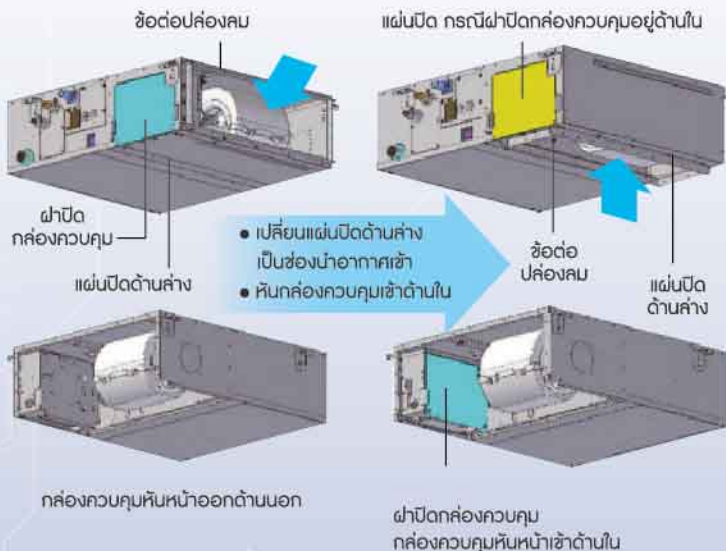 ข้อต่อปล่องลม
แผ่นปิด กรณีฝาปิดกล่องควบคุมอยู่ด้านใน
ฝาปิด
กล่องควบคุม
แผ่นปิดด้านล่าง
● เปลี่ยนแผ่นปิดด้านล่าง
เป็นช่องนำอากาศเข้า
● หันกล่องควบคุมเข้าด้านใน
ข้อต่อ
ปล่องลม
แผ่นปิด
ด้านล่าง
กล่องควบคุมหันหน้าออกด้านนอก
ฝาปิดกล่องควบคุม
กล่องควบคุมหันหน้าเข้าด้านใน